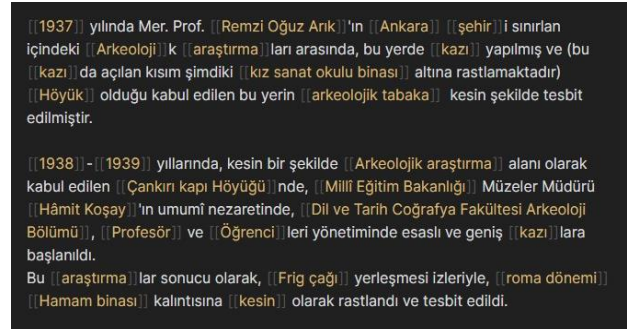 [[1937]] yılında Mer. Prof. [[Remzi Oğuz Arık]]'ın [[Ankara]] [[şehir]]i sınırlan
içindeki [[Arkeoloji]]k [[araştırma]]ları arasında, bu yerde [[kazı]] yapılmış ve (bu
[[kazı]]da açılan kısım şimdiki [[kız sanat okulu binası]] altına rastlamaktadır)
[[Höyük]] olduğu kabul edilen bu yerin [[arkeolojik tabaka]] kesin şekilde tesbit
edilmiştir.
[[1938]]-[[1939]] yıllarında, kesin bir şekilde [[Arkeolojik araştırma]] alanı olarak
kabul edilen [[Çankırı kapı Höyüğü]]nde, [[Millî Eğitim Bakanlığı]] Müzeler Müdürü
[[Hâmit Koşay]]'ın umumî nezaretinde, [[Dil ve Tarih Coğrafya Fakültesi Arkeoloji
Bölümü]], [[Profesör]] ve [[Öğrenci]]leri yönetiminde esaslı ve geniş [[kazı]]lara
başlanıldı.
Bu [[araştırma]]lar sonucu olarak, [[Frig çağı]] yerleşmesi izleriyle, [[roma dönemi]]
[[Hamam binası]] kalıntısına [[kesin]] olarak rastlandı ve tesbit edildi.